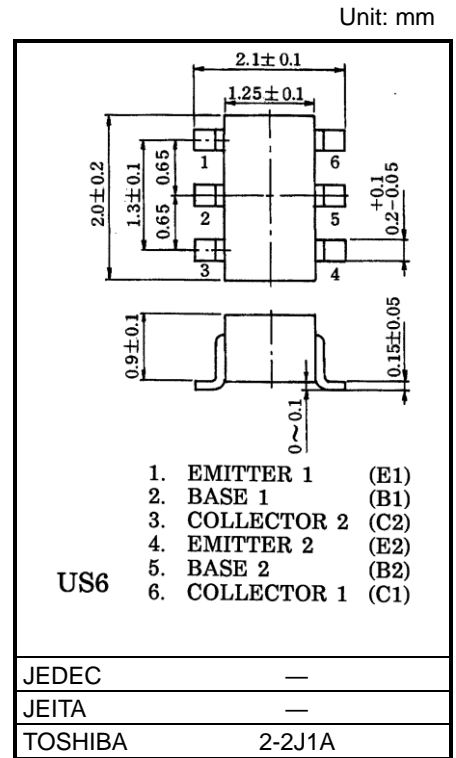 Unit: mm
2.1±0.1
1.25±0.1
1 6
2.0±0.2
1.3±0.1
0.65
0.65
2 5
+0.1
0.2-0.05
3 4
0.9±0.1
0.15±0.05
0~0.1
1. EMITTER 1 (E1)
2. BASE 1 (B1)
3. COLLECTOR 2 (C2)
4. EMITTER 2 (E2)
5. BASE 2 (B2)
US6 6. COLLECTOR 1 (C1)
JEDEC —
JEITA —
TOSHIBA 2-2J1A